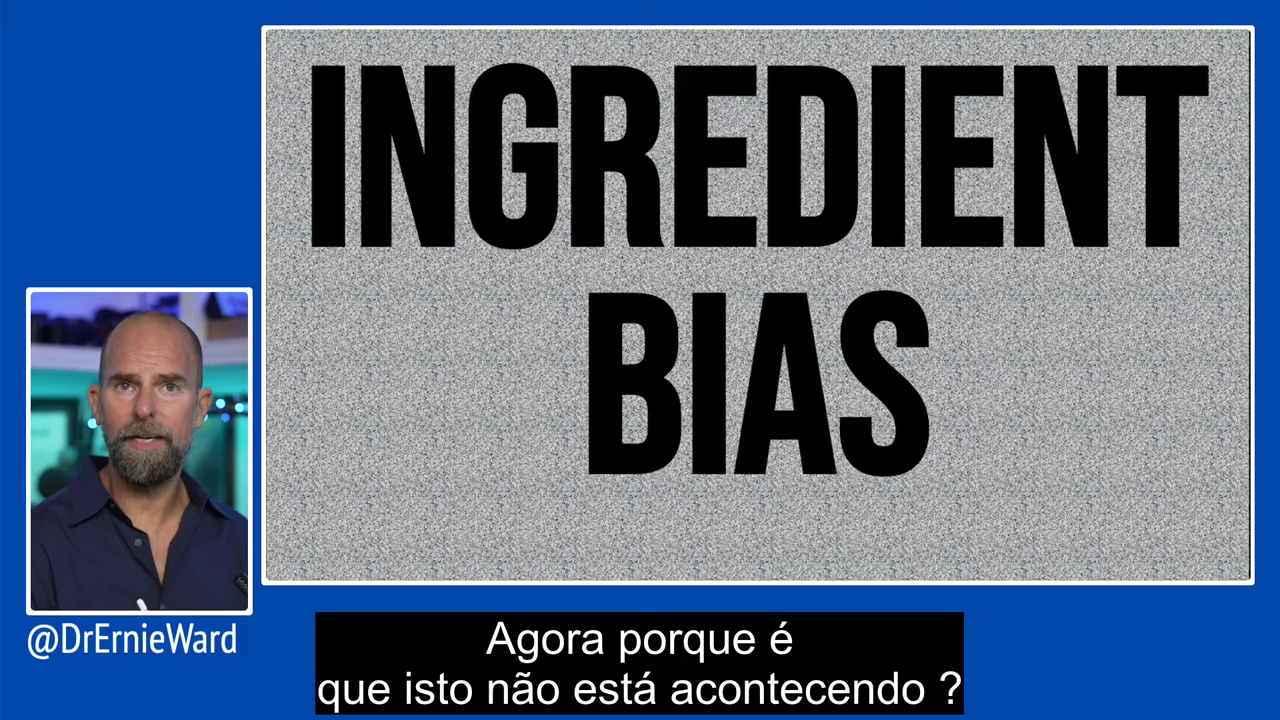 INGREDIENT
BIAS
@DrErnieWard
Agora porque é
que isto não está acontecendo ?